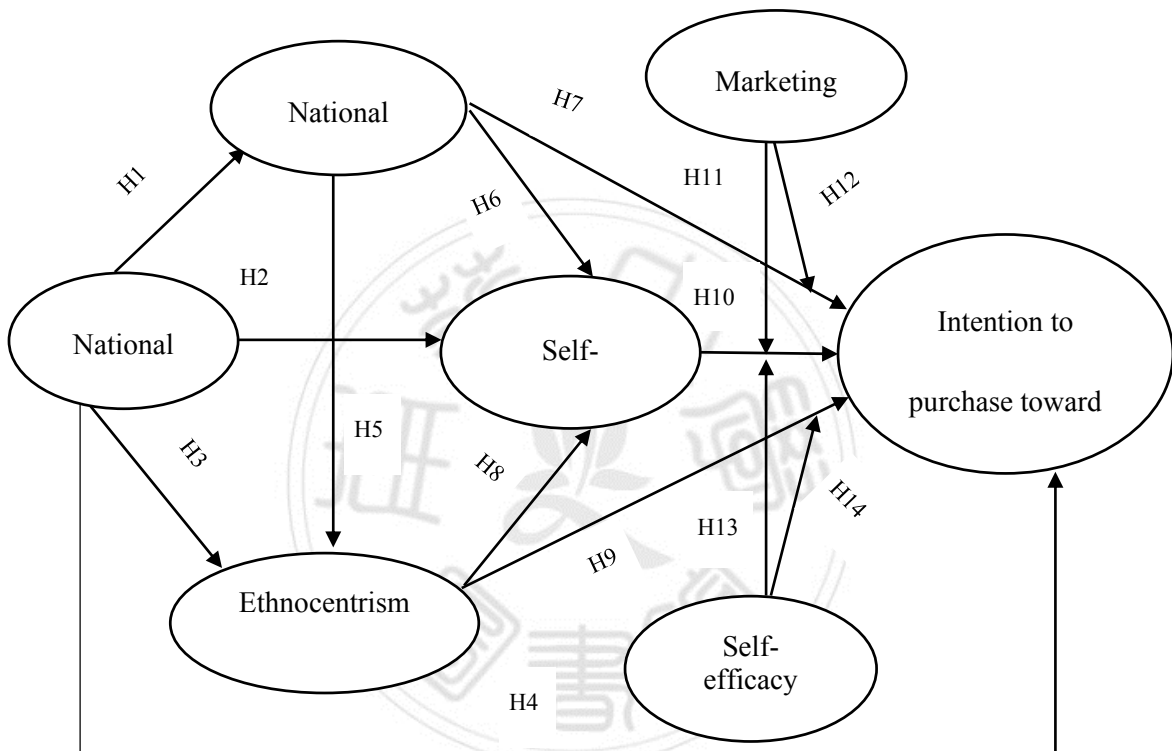 National
Marketing
H7
H1
H11
H12
H6
H2
H10
National
Self-
Intention to
purchase toward
H5
H3
H8
H14
H13
H9
Ethnocentrism
Self-
efficacy
H4
書